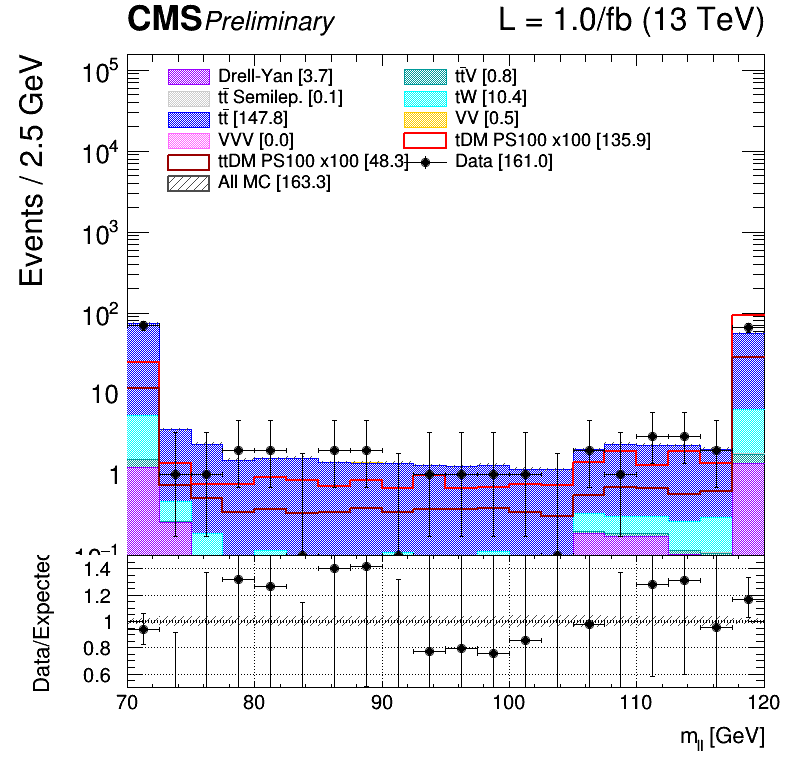 CMS Preliminary L = 1.0/fb (13 TeV)
Events / 2.5 GeV
10⁵
10⁴
10³
10²
10
1
10⁻¹
Drell-Yan [3.7]
tt̄V [0.8]
tt̄ Semilep. [0.1]
tW [10.4]
tt̄ [147.8]
VV [0.5]
VVV [0.0]
tDM PS100 x100 [135.9]
ttDM PS100 x100 [48.3]
Data [161.0]
All MC [163.3]
Data/Expected
1.4
1.2
1
0.8
0.6
70 80 90 100 110 120
m_ll [GeV]